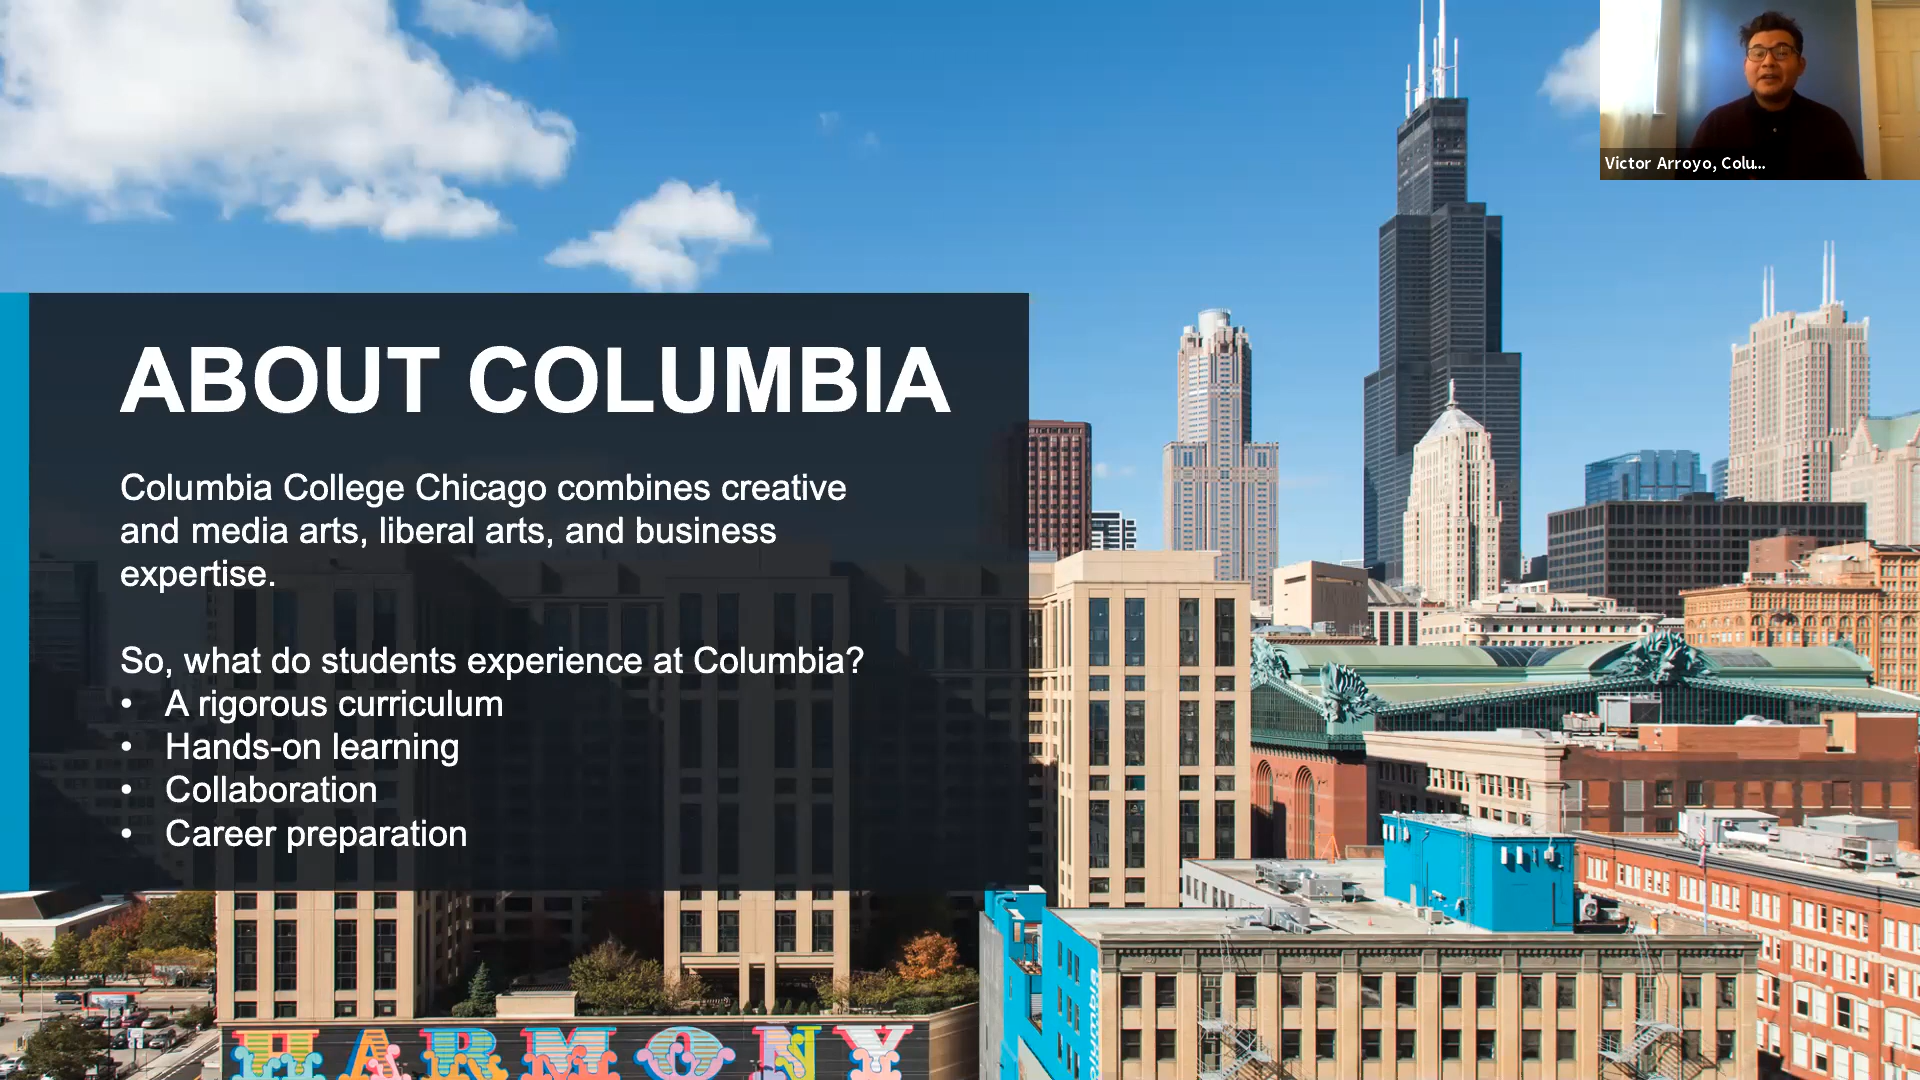 Victor Arroyo, Colu...
ABOUT COLUMBIA
Columbia College Chicago combines creative
and media arts, liberal arts, and business
expertise.
So, what do students experience at Columbia?
• A rigorous curriculum
• Hands-on learning
• Collaboration
• Career preparation
HARMONY